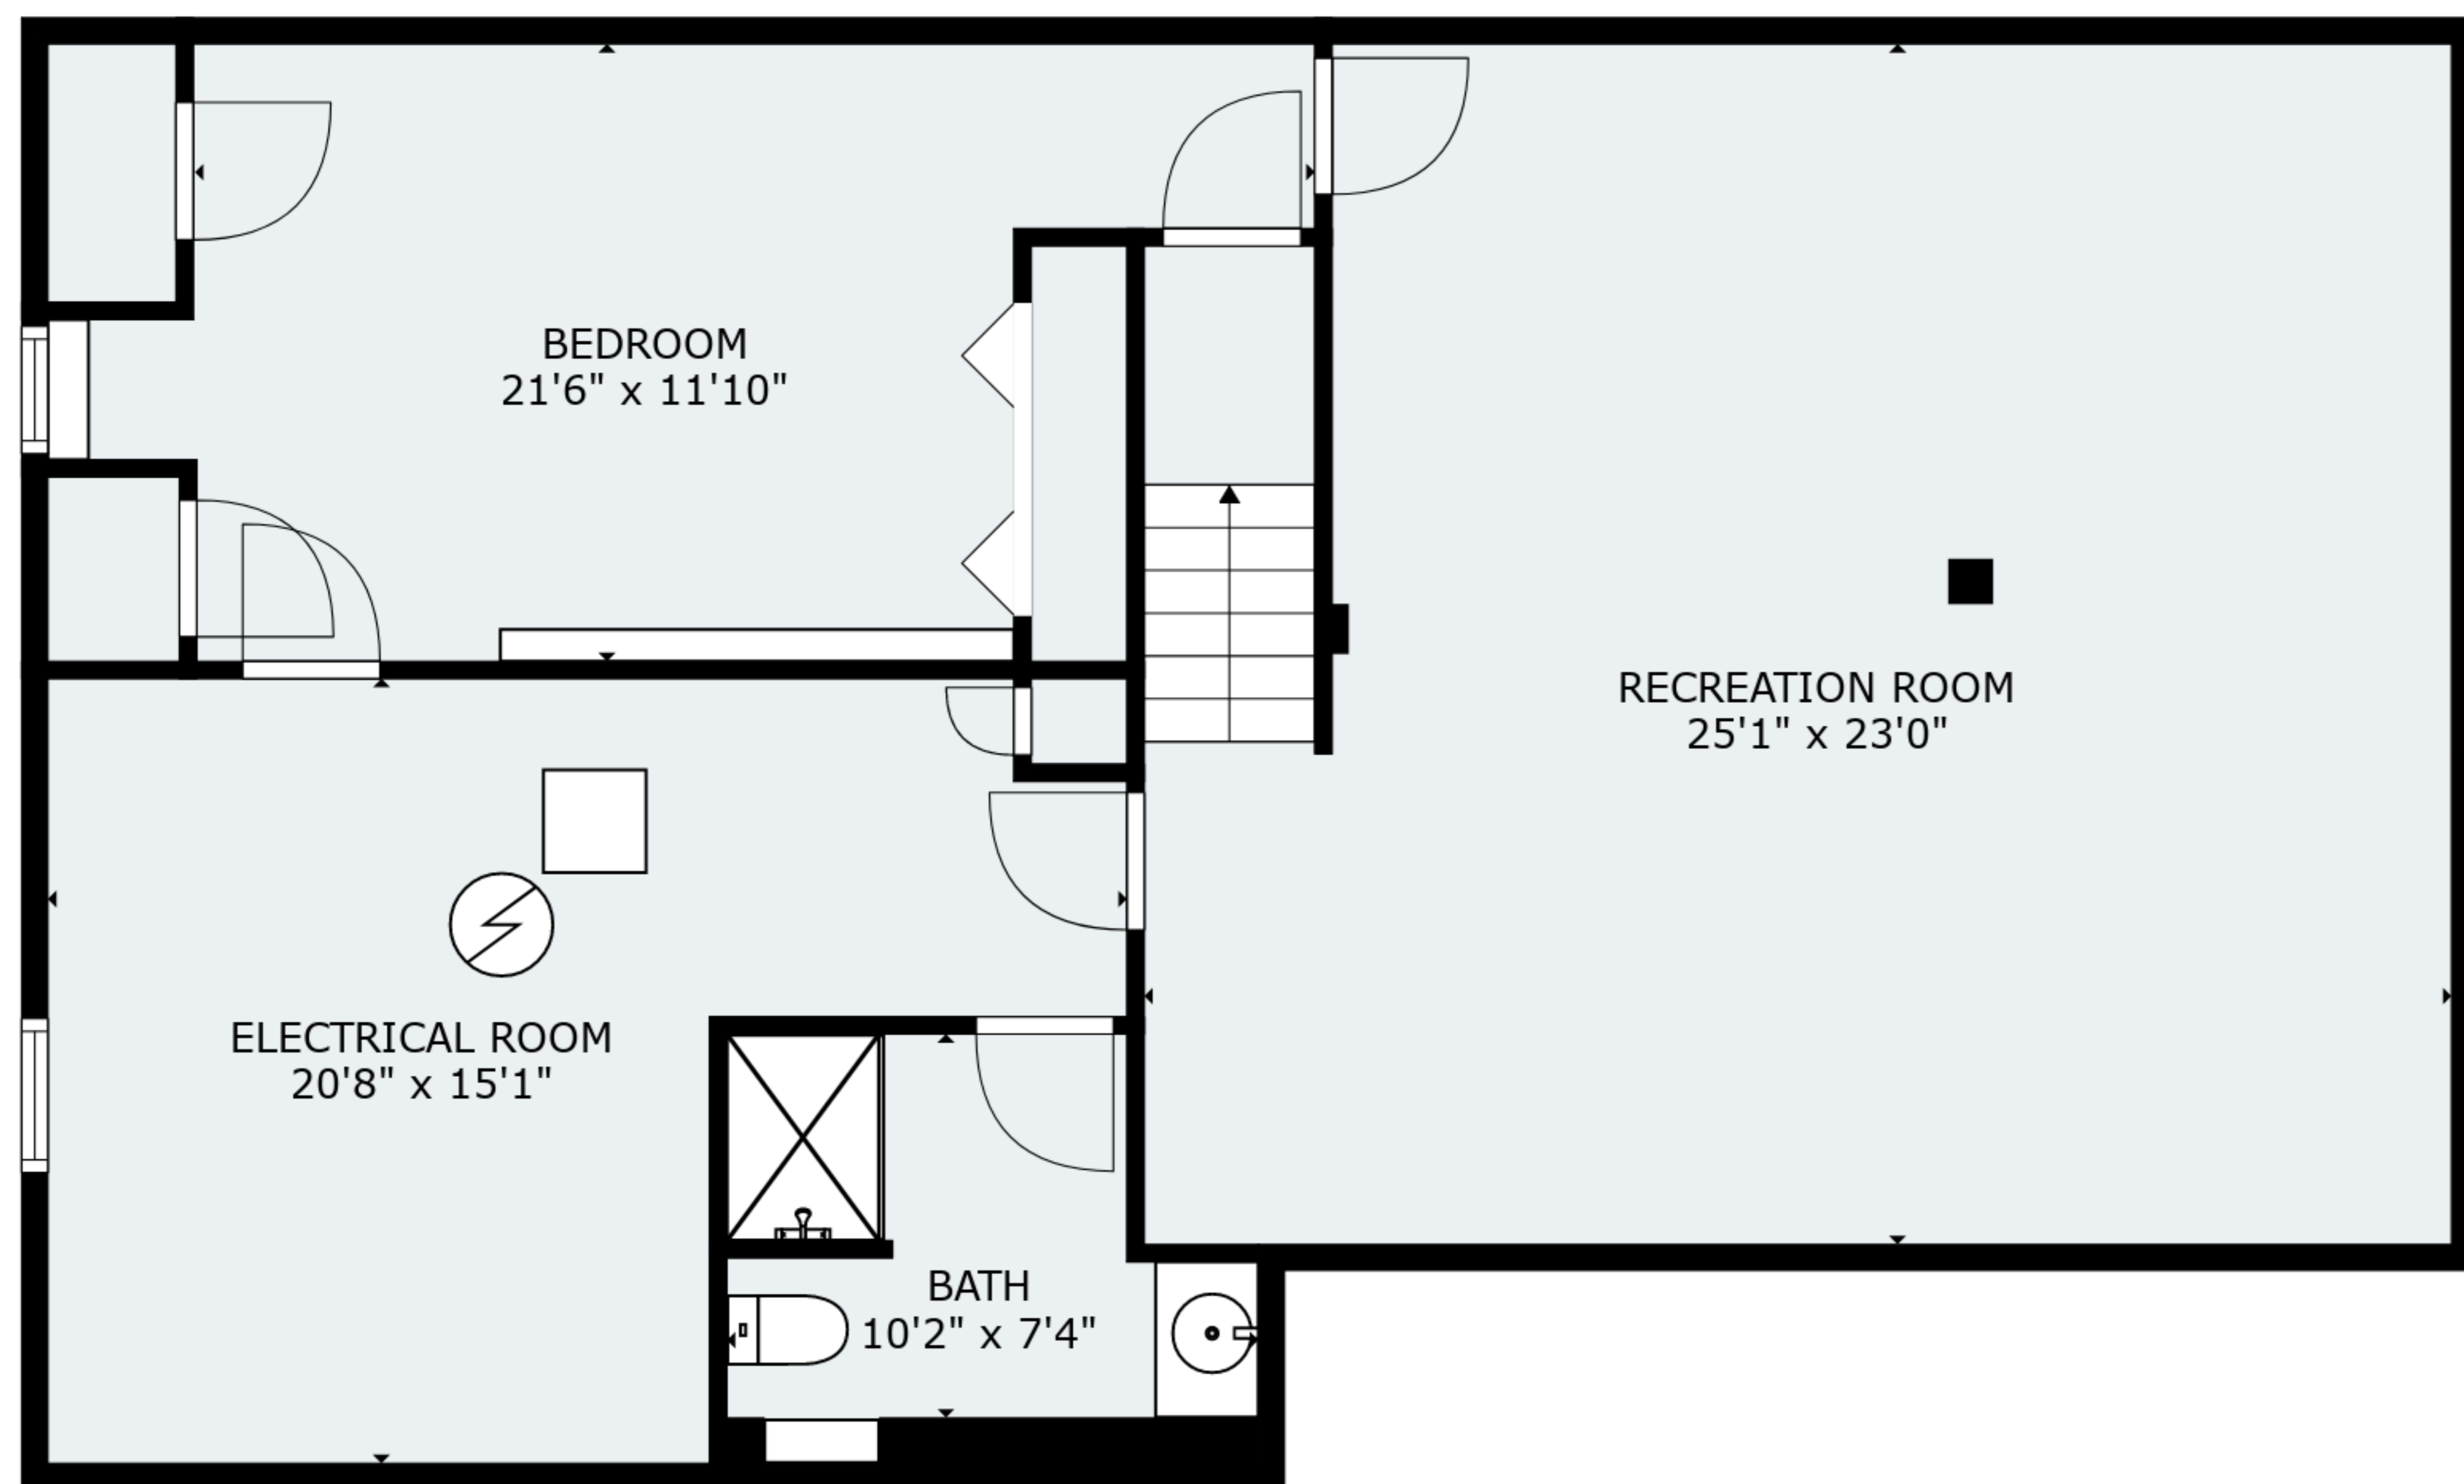 BEDROOM
21'6" x 11'10"
RECREATION ROOM
25'1" x 23'0"
ELECTRICAL ROOM
20'8" x 15'1"
BATH
10'2" x 7'4"